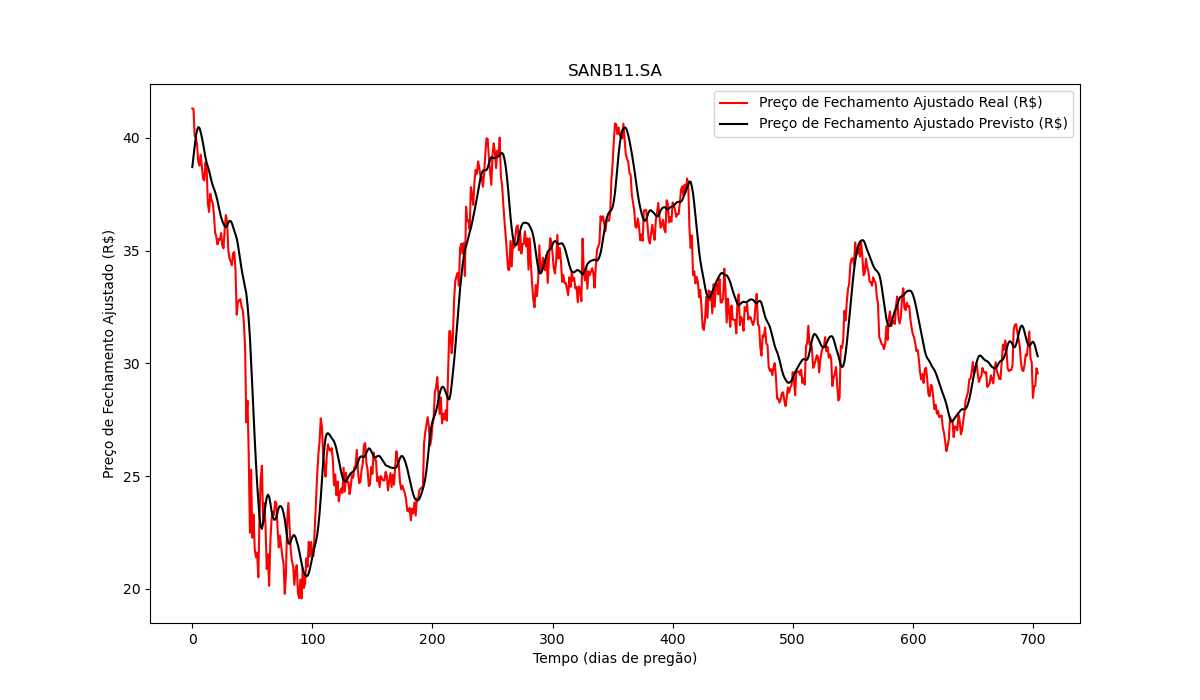 SANB11.SA
Preço de Fechamento Ajustado Real (R$)
Preço de Fechamento Ajustado Previsto (R$)
Preço de Fechamento Ajustado (R$)
40
35
30
25
20
0 100 200 300 400 500 600 700
Tempo (dias de pregão)